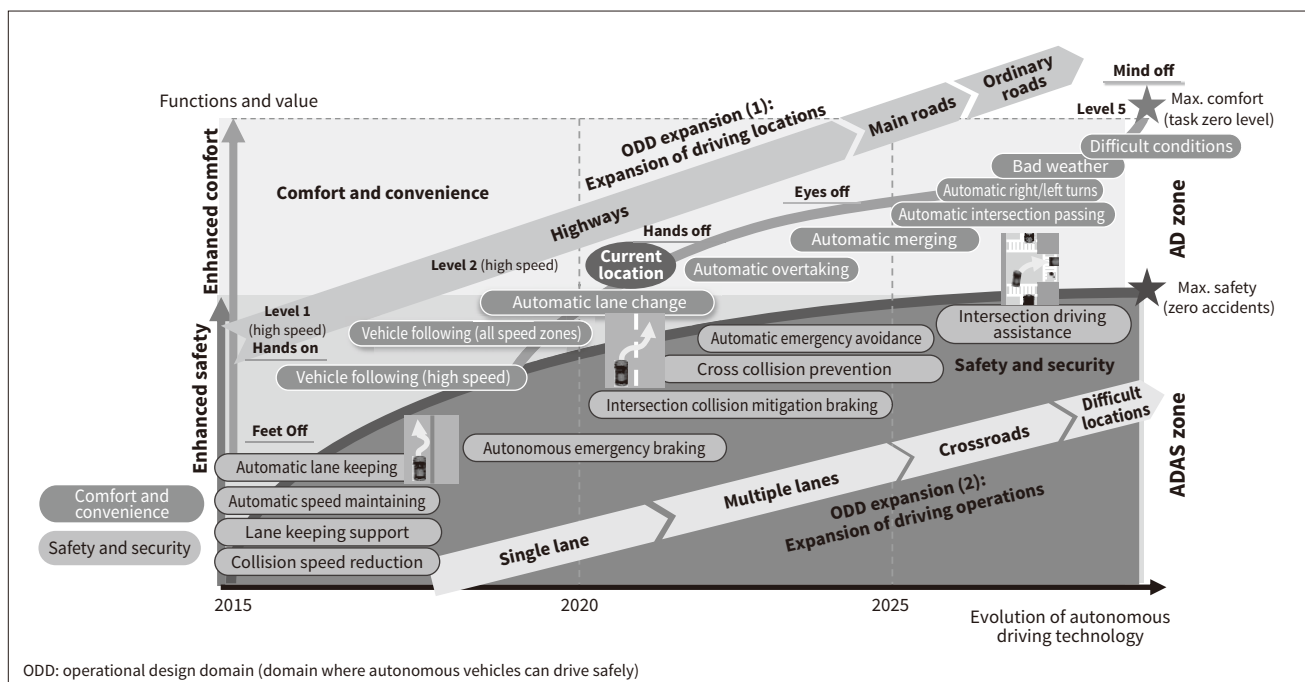 Functions and value
Enhanced comfort
Enhanced safety
Comfort and convenience
ODD expansion (1):
Expansion of driving locations
Highways
Main roads
Ordinary
roads
Mind off
Level 5
Max. comfort
(task zero level)
Difficult conditions
Bad weather
Automatic right/left turns
Automatic intersection passing
Eyes off
Automatic merging
AD zone
Hands off
Level 2 (high speed)
Current
location
Automatic overtaking
Automatic lane change
Max. safety
(zero accidents)
Level 1
(high speed)
Hands on
Vehicle following (all speed zones)
Intersection driving
assistance
Automatic emergency avoidance
Cross collision prevention
Safety and security
Vehicle following (high speed)
Intersection collision mitigation braking
Feet Off
Autonomous emergency braking
Automatic lane keeping
Automatic speed maintaining
Lane keeping support
Collision speed reduction
Comfort and
convenience
Safety and security
Single lane
Multiple lanes
Crossroads
Difficult
locations
ODD expansion (2):
Expansion of driving operations
ADAS zone
2015
2020
2025
Evolution of autonomous
driving technology
ODD: operational design domain (domain where autonomous vehicles can drive safely)